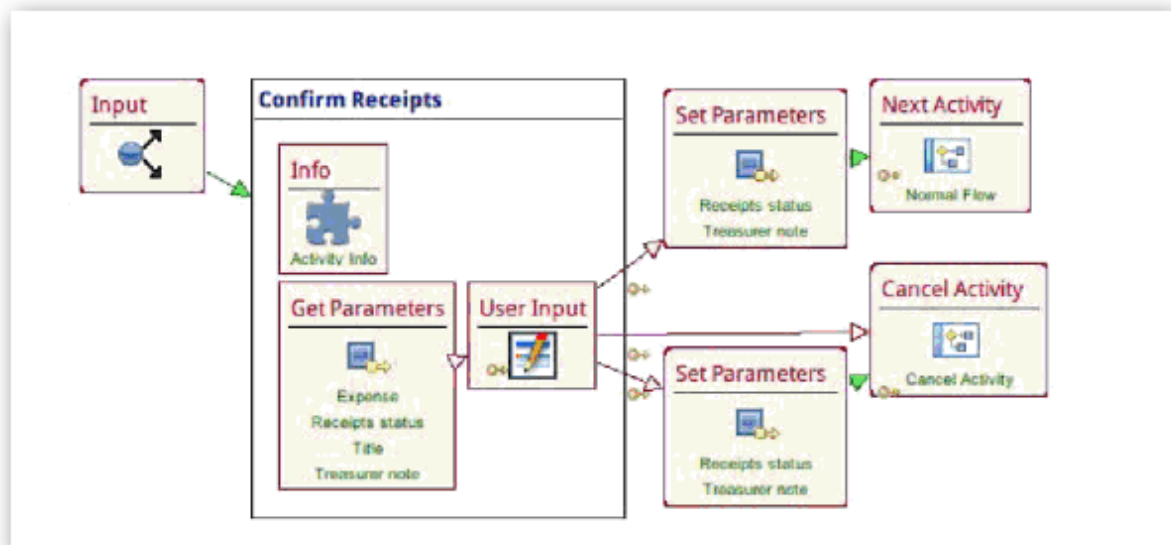 Input
Confirm Receipts
Info
Activity Info
Get Parameters
Expense
Receipts status
Title
Treasurer note
User Input
Set Parameters
Receipts status
Treasurer note
Next Activity
Normal Flow
Cancel Activity
Cancel Activity
Set Parameters
Receipts status
Treasurer note